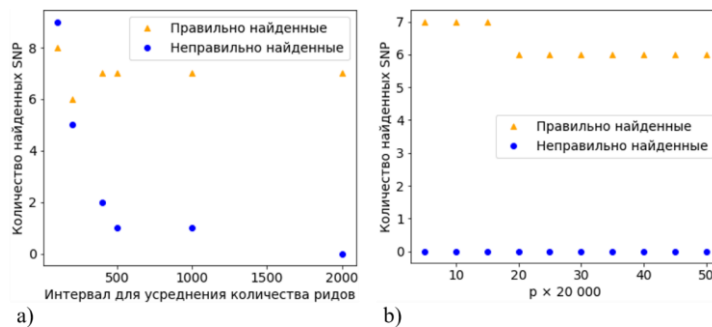 Количество найденных SNP
8
6
4
2
0
Правильно найденные
Неправильно найденные
500
1000
1500
2000
Интервал для усреднения количества ридов
a)
Количество найденных SNP
7
6
5
4
3
2
1
0
Правильно найденные
Неправильно найденные
10
20
30
40
50
p × 20 000
b)